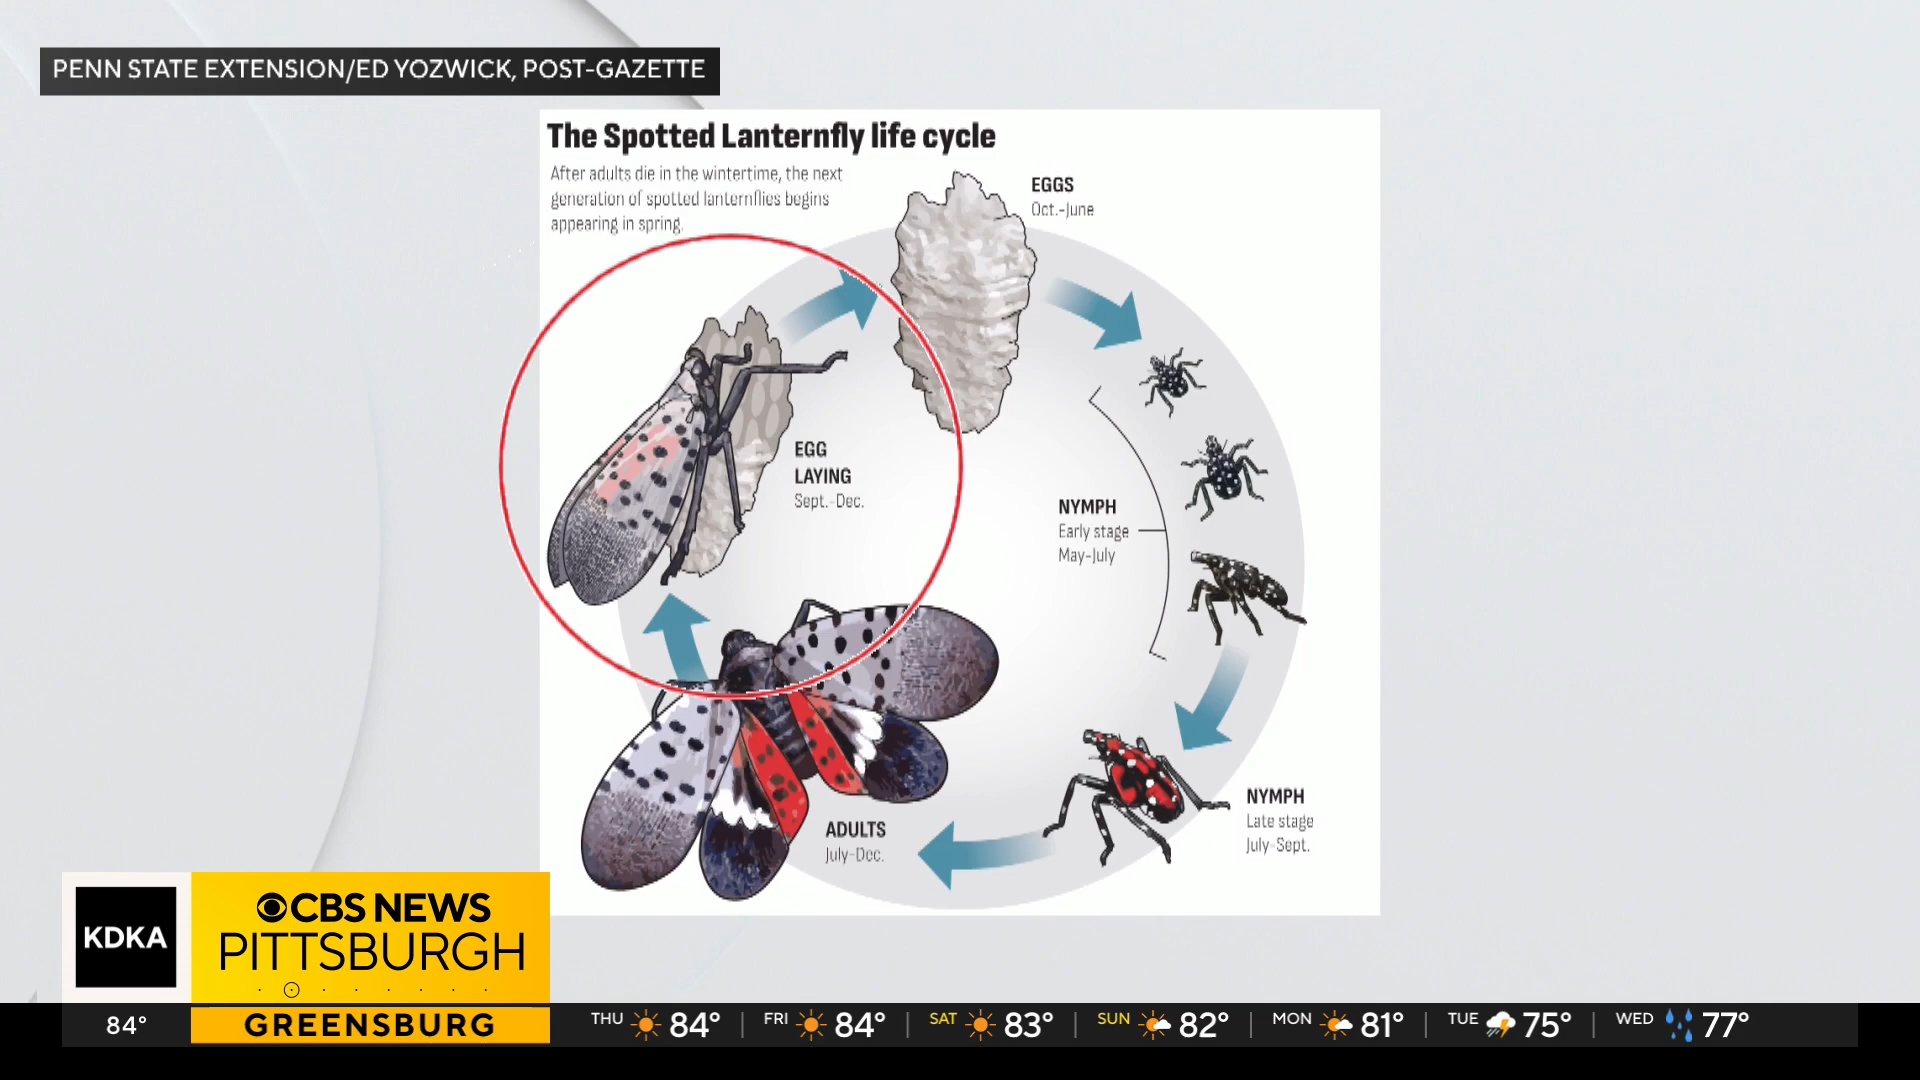 PENN STATE EXTENSION/ED YOZWICK, POST-GAZETTE
The Spotted Lanternfly life cycle
After adults die in the wintertime, the next
generation of spotted lanternflies begins
appearing in spring.
EGGS
Oct.-June
EGG
LAYING
Sept.-Dec.
NYMPH
Early stage
May-July
NYMPH
Late stage
July-Sept.
ADULTS
July-Dec.
KDKA
CBS NEWS
PITTSBURGH
84°
GREENSBURG
THU 84° | FRI 84° | SAT 83° | SUN 82° | MON 81° | TUE 75° | WED 77°